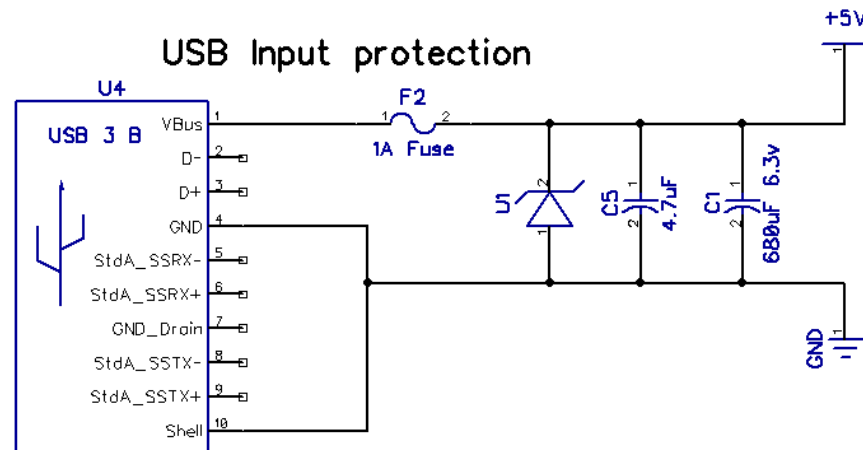 +5V
1
USB Input protection
U4
USB 3 B
VBus 1
D- 2
D+ 3
GND 4
StdA_SSRX- 5
StdA_SSRX+ 6
GND_Drain 7
StdA_SSTX- 8
StdA_SSTX+ 9
Shell 10
F2
1 2
1A Fuse
U1
2
1
C5
4.7uF
1
2
C1
680uF 6.3v
1
2
GND
1